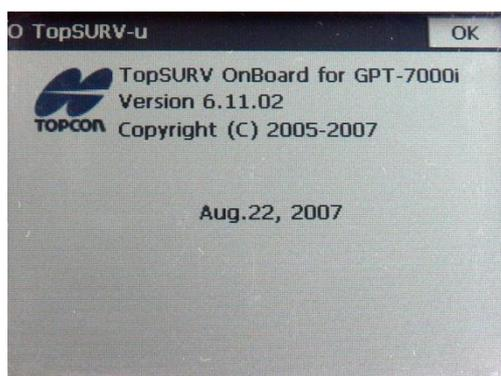 O TopSURV-u
OK
TopSURV OnBoard for GPT-7000i
Version 6.11.02
TOPCON
Copyright (C) 2005-2007
Aug.22, 2007